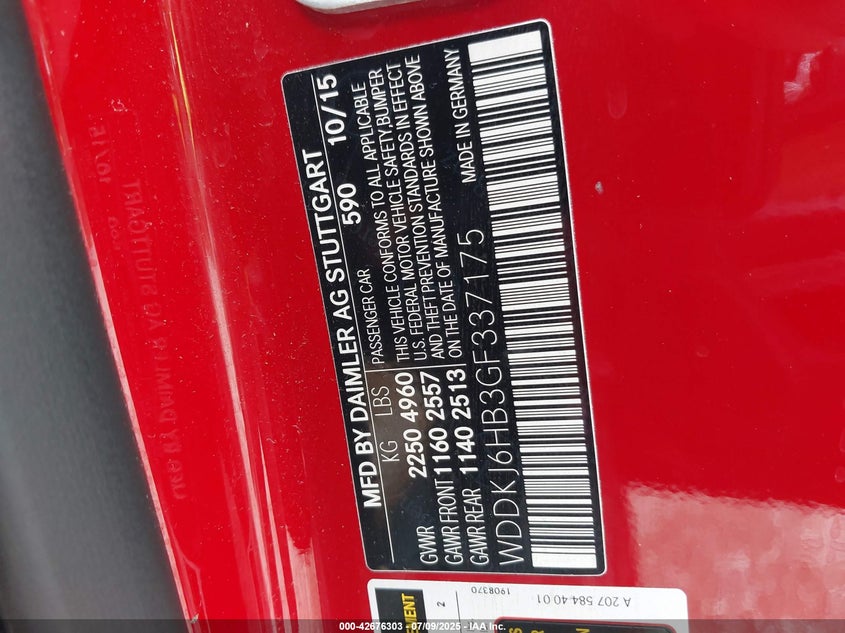 MFD BY DAIMLER AG STUTTGART
590 10/15
KG LBS
PASSENGER CAR
GVWR 2250 4960
THIS VEHICLE CONFORMS TO ALL APPLICABLE
GAWR FRONT 1160 2557
U.S. FEDERAL MOTOR VEHICLE SAFETY, BUMPER
GAWR REAR 1140 2513
AND THEFT PREVENTION STANDARDS IN EFFECT
ON THE DATE OF MANUFACTURE SHOWN ABOVE
WDDKJ6HB3GF337175
MADE IN GERMANY
2
1908370
A 207 584 40 01
000-42676303 - 07/09/2025 - IAA Inc.